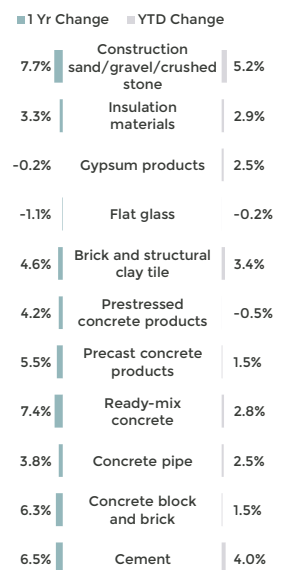 1 Yr Change YTD Change
Construction
7.7% sand/gravel/crushed 5.2%
stone
3.3% Insulation 2.9%
materials
-0.2% Gypsum products 2.5%
-1.1% Flat glass -0.2%
4.6% Brick and structural 3.4%
clay tile
4.2% Prestressed -0.5%
concrete products
5.5% Precast concrete 1.5%
products
7.4% Ready-mix 2.8%
concrete
3.8% Concrete pipe 2.5%
6.3% Concrete block 1.5%
and brick
6.5% Cement 4.0%